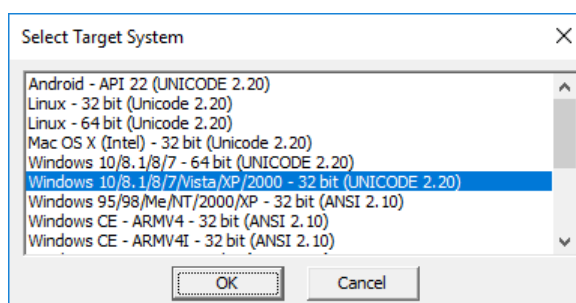 Select Target System
Android - API 22 (UNICODE 2.20)
Linux - 32 bit (Unicode 2.20)
Linux - 64 bit (Unicode 2.20)
Mac OS X (Intel) - 32 bit (Unicode 2.20)
Windows 10/8.1/8/7 - 64 bit (UNICODE 2.20)
Windows 10/8.1/8/7/Vista/XP/2000 - 32 bit (UNICODE 2.20)
Windows 95/98/Me/NT/2000/XP - 32 bit (ANSI 2.10)
Windows CE - ARMV4 - 32 bit (ANSI 2.10)
Windows CE - ARMV4I - 32 bit (ANSI 2.10)
OK
Cancel